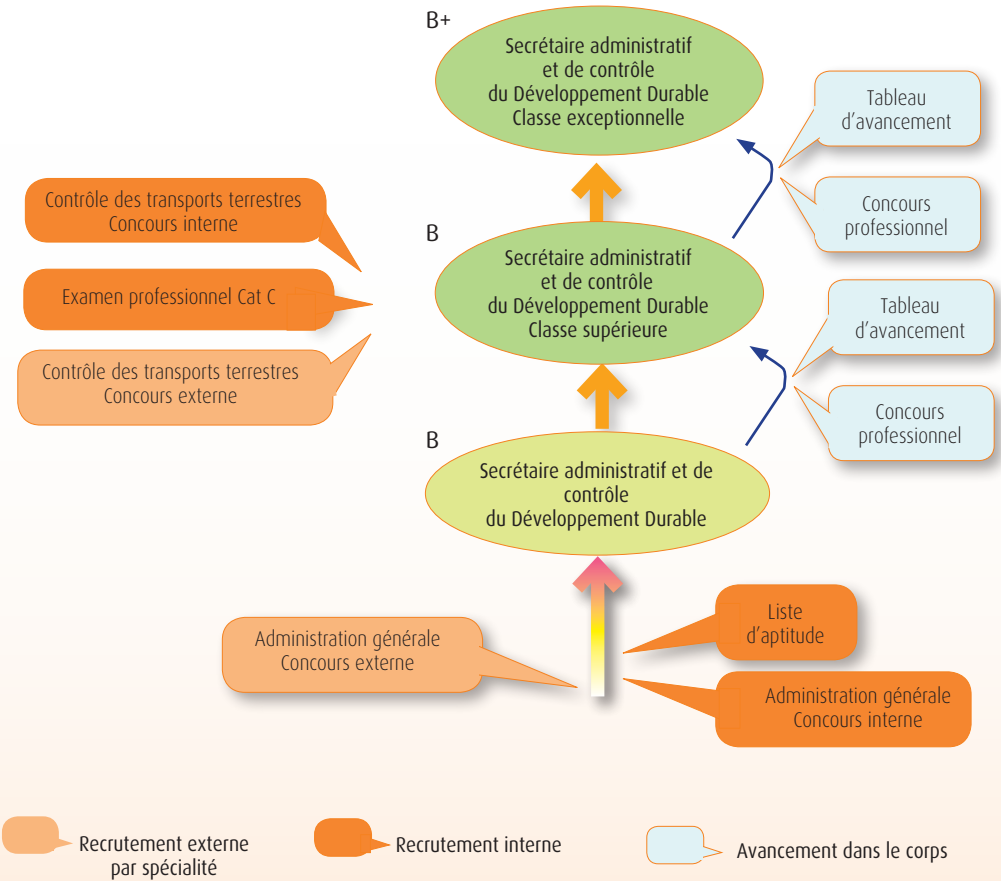 B+
Secrétaire administratif
et de contrôle
du Développement Durable
Classe exceptionnelle
Tableau
d'avancement
Concours
professionnel
Contrôle des transports terrestres
Concours interne
Examen professionnel Cat C
Contrôle des transports terrestres
Concours externe
B
Secrétaire administratif
et de contrôle
du Développement Durable
Classe supérieure
Tableau
d'avancement
Concours
professionnel
B
Secrétaire administratif et de
contrôle
du Développement Durable
Administration générale
Concours externe
Liste
d'aptitude
Administration générale
Concours interne
Recrutement externe
par spécialité
Recrutement interne
Avancement dans le corps